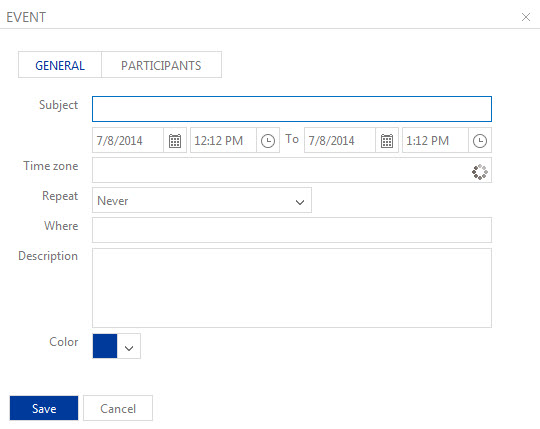 EVENT
GENERAL PARTICIPANTS
Subject
7/8/2014 12:12 PM To 7/8/2014 1:12 PM
Time zone
Repeat Never
Where
Description
Color
Save Cancel